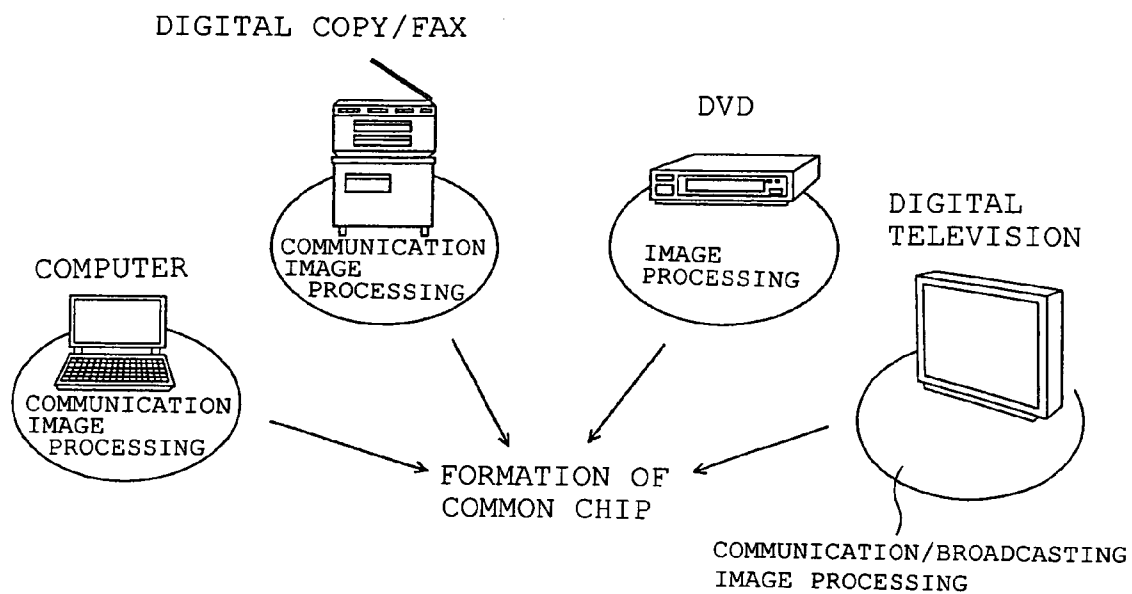 DIGITAL COPY/FAX
DVD
DIGITAL
TELEVISION
COMPUTER
COMMUNICATION
IMAGE
PROCESSING
IMAGE
PROCESSING
COMMUNICATION
IMAGE
PROCESSING
FORMATION OF
COMMON CHIP
COMMUNICATION/BROADCASTING
IMAGE PROCESSING